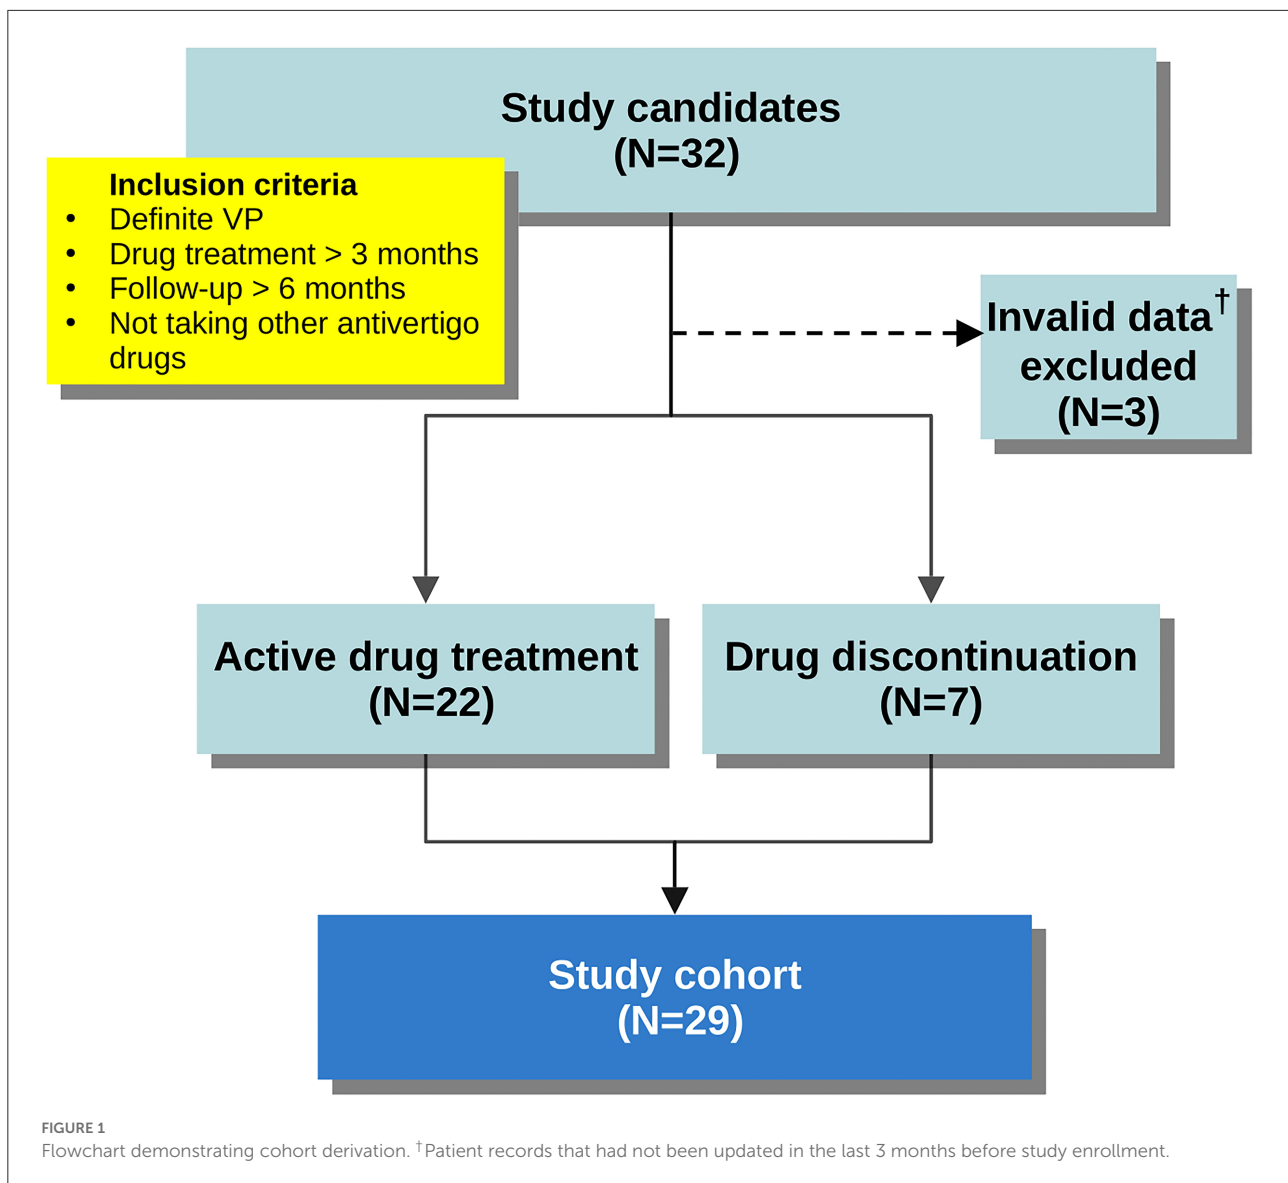 Study candidates
(N=32)
Inclusion criteria
• Definite VP
• Drug treatment > 3 months
• Follow-up > 6 months
• Not taking other antivertigo
drugs
Invalid data†
excluded
(N=3)
Active drug treatment
(N=22)
Drug discontinuation
(N=7)
Study cohort
(N=29)
FIGURE 1
Flowchart demonstrating cohort derivation. †Patient records that had not been updated in the last 3 months before study enrollment.